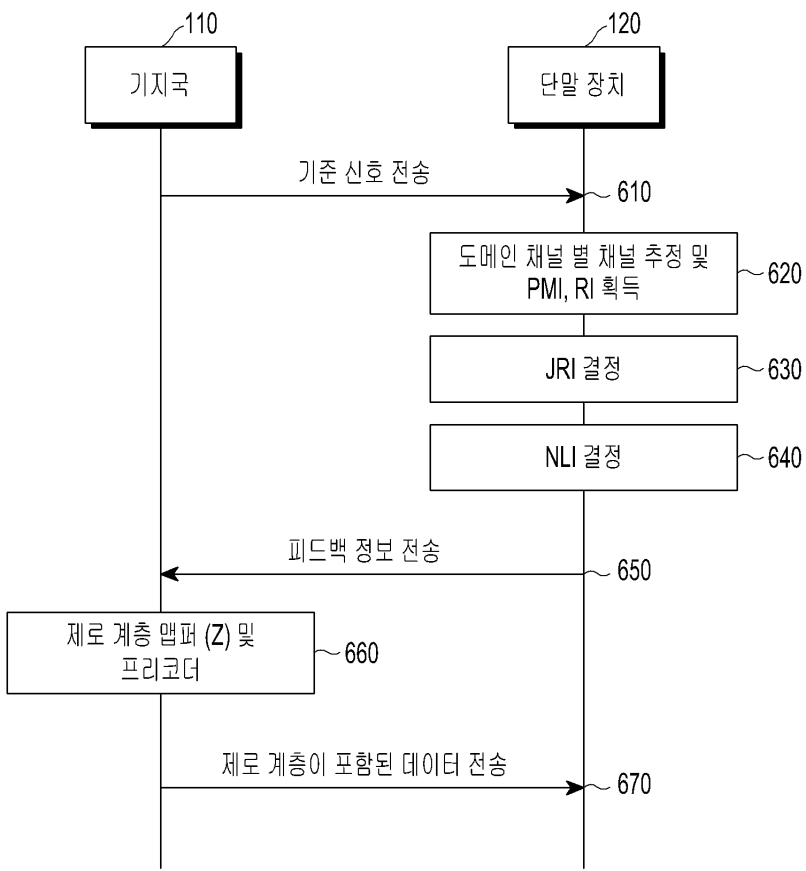 110
120
기지국
단말 장치
기준 신호 전송
610
도메인 채널 별 채널 추정 및
PMI, RI 획득
620
JRI 결정
630
NLI 결정
640
피드백 정보 전송
650
제로 계층 맵퍼 (Z) 및
프리코더
660
제로 계층이 포함된 데이터 전송
670